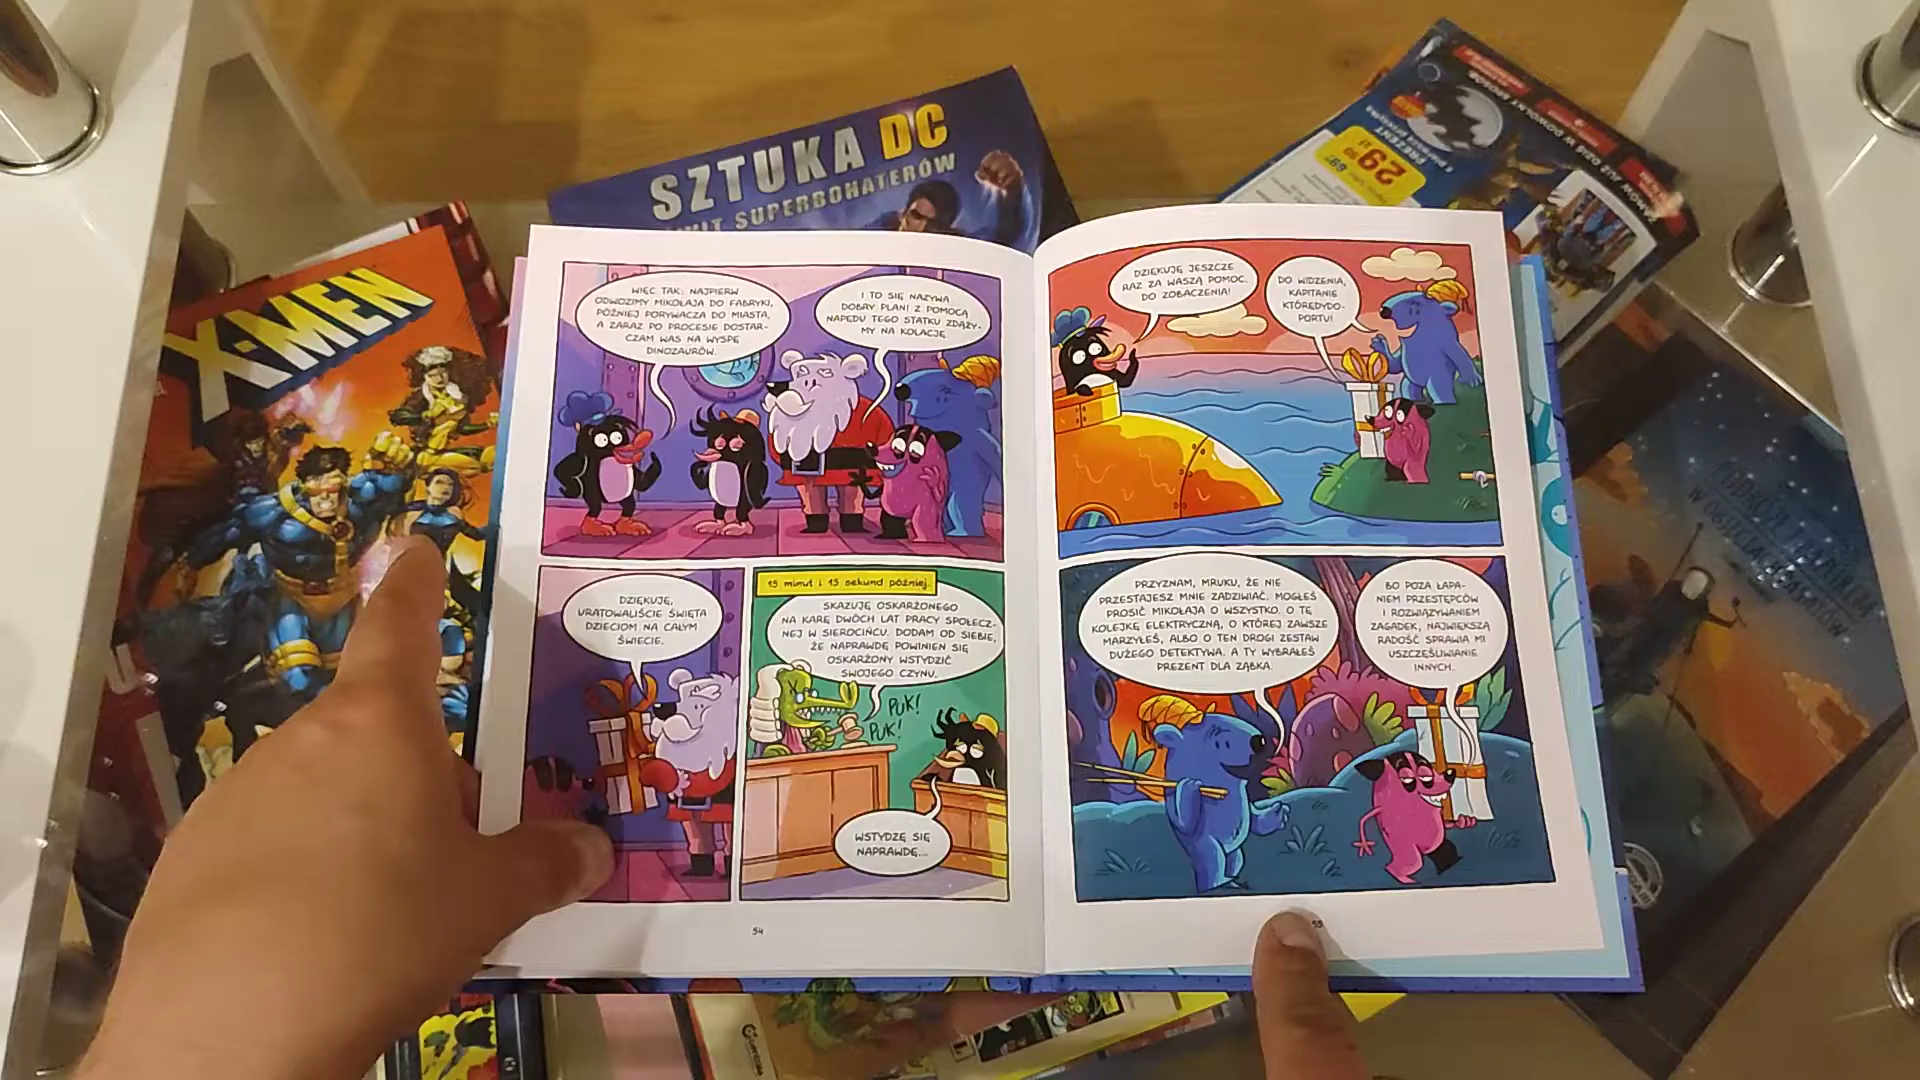 SZTUKA DC
SUPERBOHATERÓW
X-MEN
29
PREZENT
WIĘC TAK: NAJPIERW
ODWOZIMY MIKOŁAJA DO FABRYKI,
PÓŹNIEJ PORYWACZA DO MIASTA,
A ZARAZ PO PROCESIE DOSTAR-
CZAM WAS NA WYSPĘ
DINOZAURÓW.
I TO SIĘ NAZYWA
DOBRY PLAN! Z POMOCĄ
NAPĘDU TEGO STATKU ZDĄŻY-
MY NA KOLACJĘ.
DZIĘKUJĘ,
URATOWALIŚCIE ŚWIĘTA
DZIECIOM NA CAŁYM
ŚWIECIE.
15 minut i 15 sekund później.
SKAZUJĘ OSKARŻONEGO
NA KARĘ DWÓCH LAT PRACY SPOŁECZ-
NEJ W SIEROCIŃCU. DODAM OD SIEBIE,
ŻE NAPRAWDĘ POWINIEN SIĘ
OSKARŻONY WSTYDZIĆ
SWOJEGO CZYNU.
PUK!
PUK!
WSTYDZĘ SIĘ
NAPRAWDĘ...
54
DZIĘKUJĘ JESZCZE
RAZ ZA WASZĄ POMOC.
DO ZOBACZENIA!
DO WIDZENIA,
KAPITANIE
KTÓRĘDYDO-
PORTU!
PRZYZNAM, MRUKU, ŻE NIE
PRZESTAJESZ MNIE ZADZIWIAĆ. MOGŁEŚ
PROSIĆ MIKOŁAJA O WSZYSTKO. O TĘ
KOLEJKĘ ELEKTRYCZNĄ, O KTÓREJ ZAWSZE
MARZYŁEŚ, ALBO O TEN DROGI ZESTAW
DUŻEGO DETEKTYWA. A TY WYBRAŁEŚ
PREZENT DLA ZĄBKA.
BO POZA ŁAPA-
NIEM PRZESTĘPCÓW
I ROZWIĄZYWANIEM
ZAGADEK, NAJWIĘKSZĄ
RADOŚĆ SPRAWIA MI
USZCZĘŚLIWIANIE
INNYCH.
55